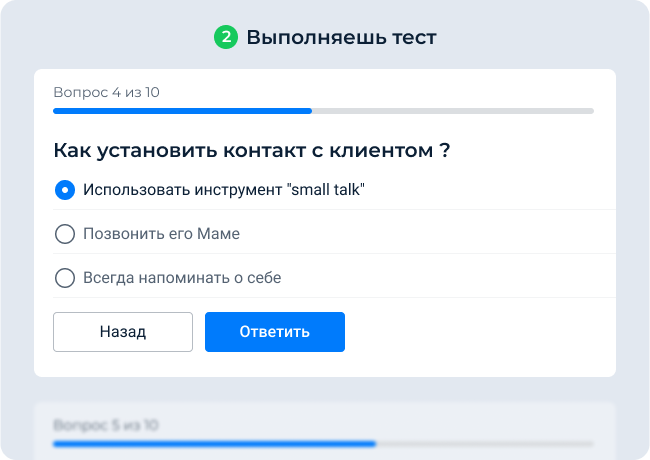 2 Выполняешь тест
Вопрос 4 из 10
Как установить контакт с клиентом ?
Использовать инструмент "small talk"
Позвонить его Маме
Всегда напоминать о себе
Назад
Ответить
Вопрос 5 из 10